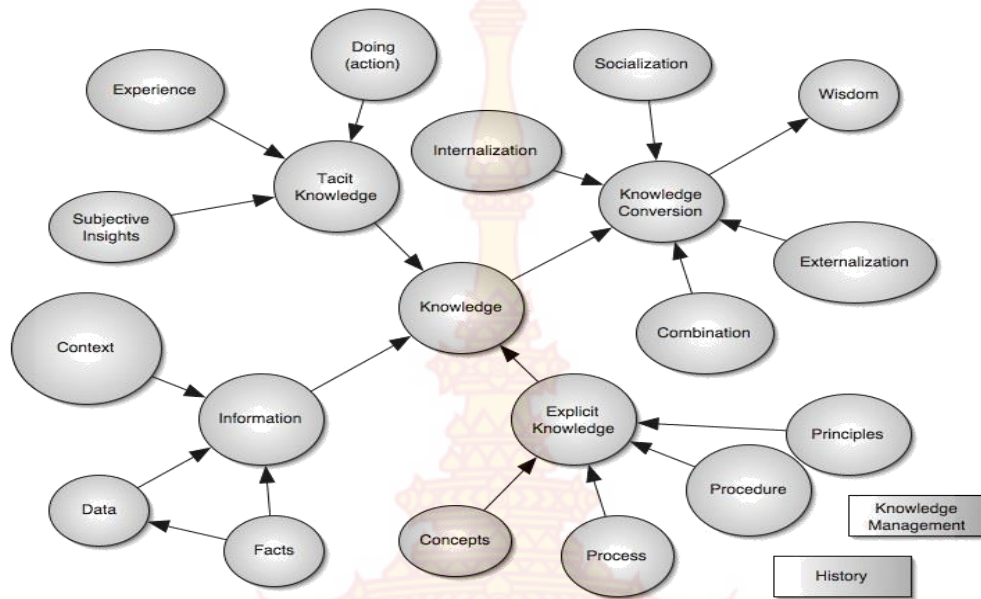 Doing
(action)
Experience
Socialization
Wisdom
Internalization
Tacit
Knowledge
Knowledge
Conversion
Subjective
Insights
Externalization
Knowledge
Combination
Context
Information
Explicit
Knowledge
Principles
Procedure
Data
Facts
Concepts
Process
Knowledge
Management
History